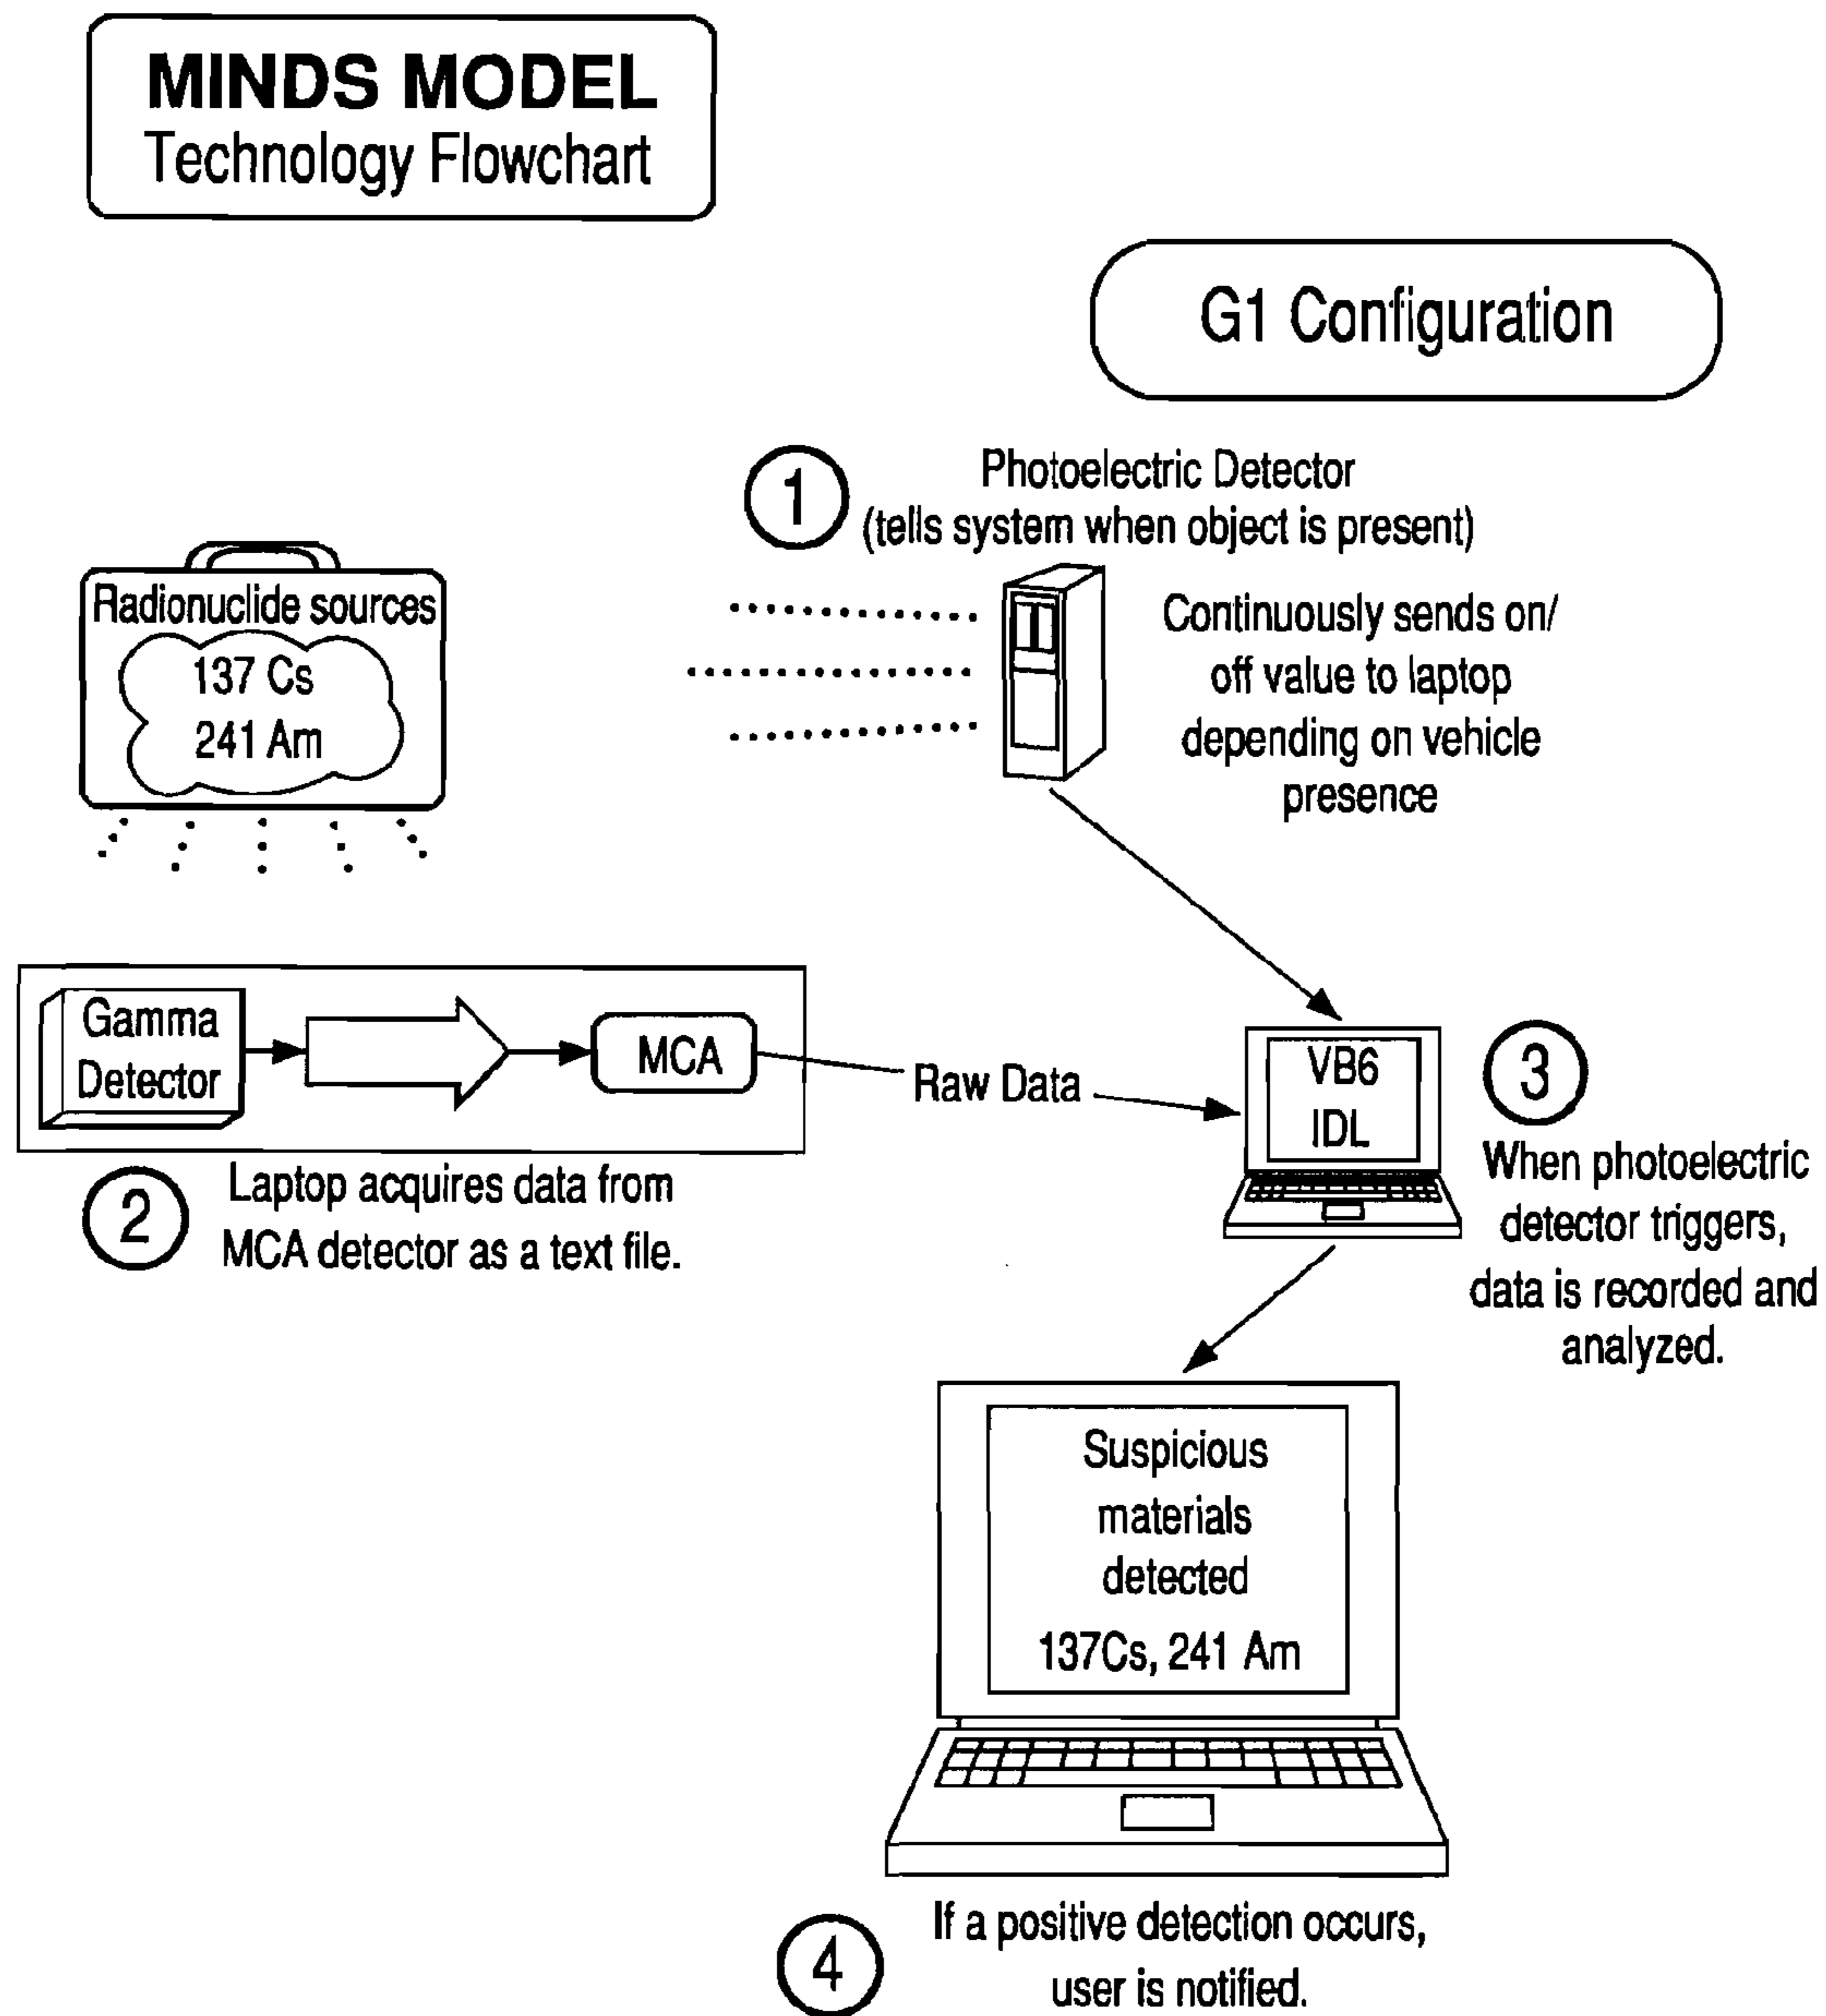 MINDS MODEL
Technology Flowchart
G1 Configuration
1
Photoelectric Detector
(tells system when object is present)
Radionuclide sources
137 Cs
241 Am
Continuously sends on/
off value to laptop
depending on vehicle
presence
Gamma
Detector
MCA
Raw Data
VB6
IDL
3
When photoelectric
detector triggers,
data is recorded and
analyzed.
2
Laptop acquires data from
MCA detector as a text file.
Suspicious
materials
detected
137Cs, 241 Am
4
If a positive detection occurs,
user is notified.